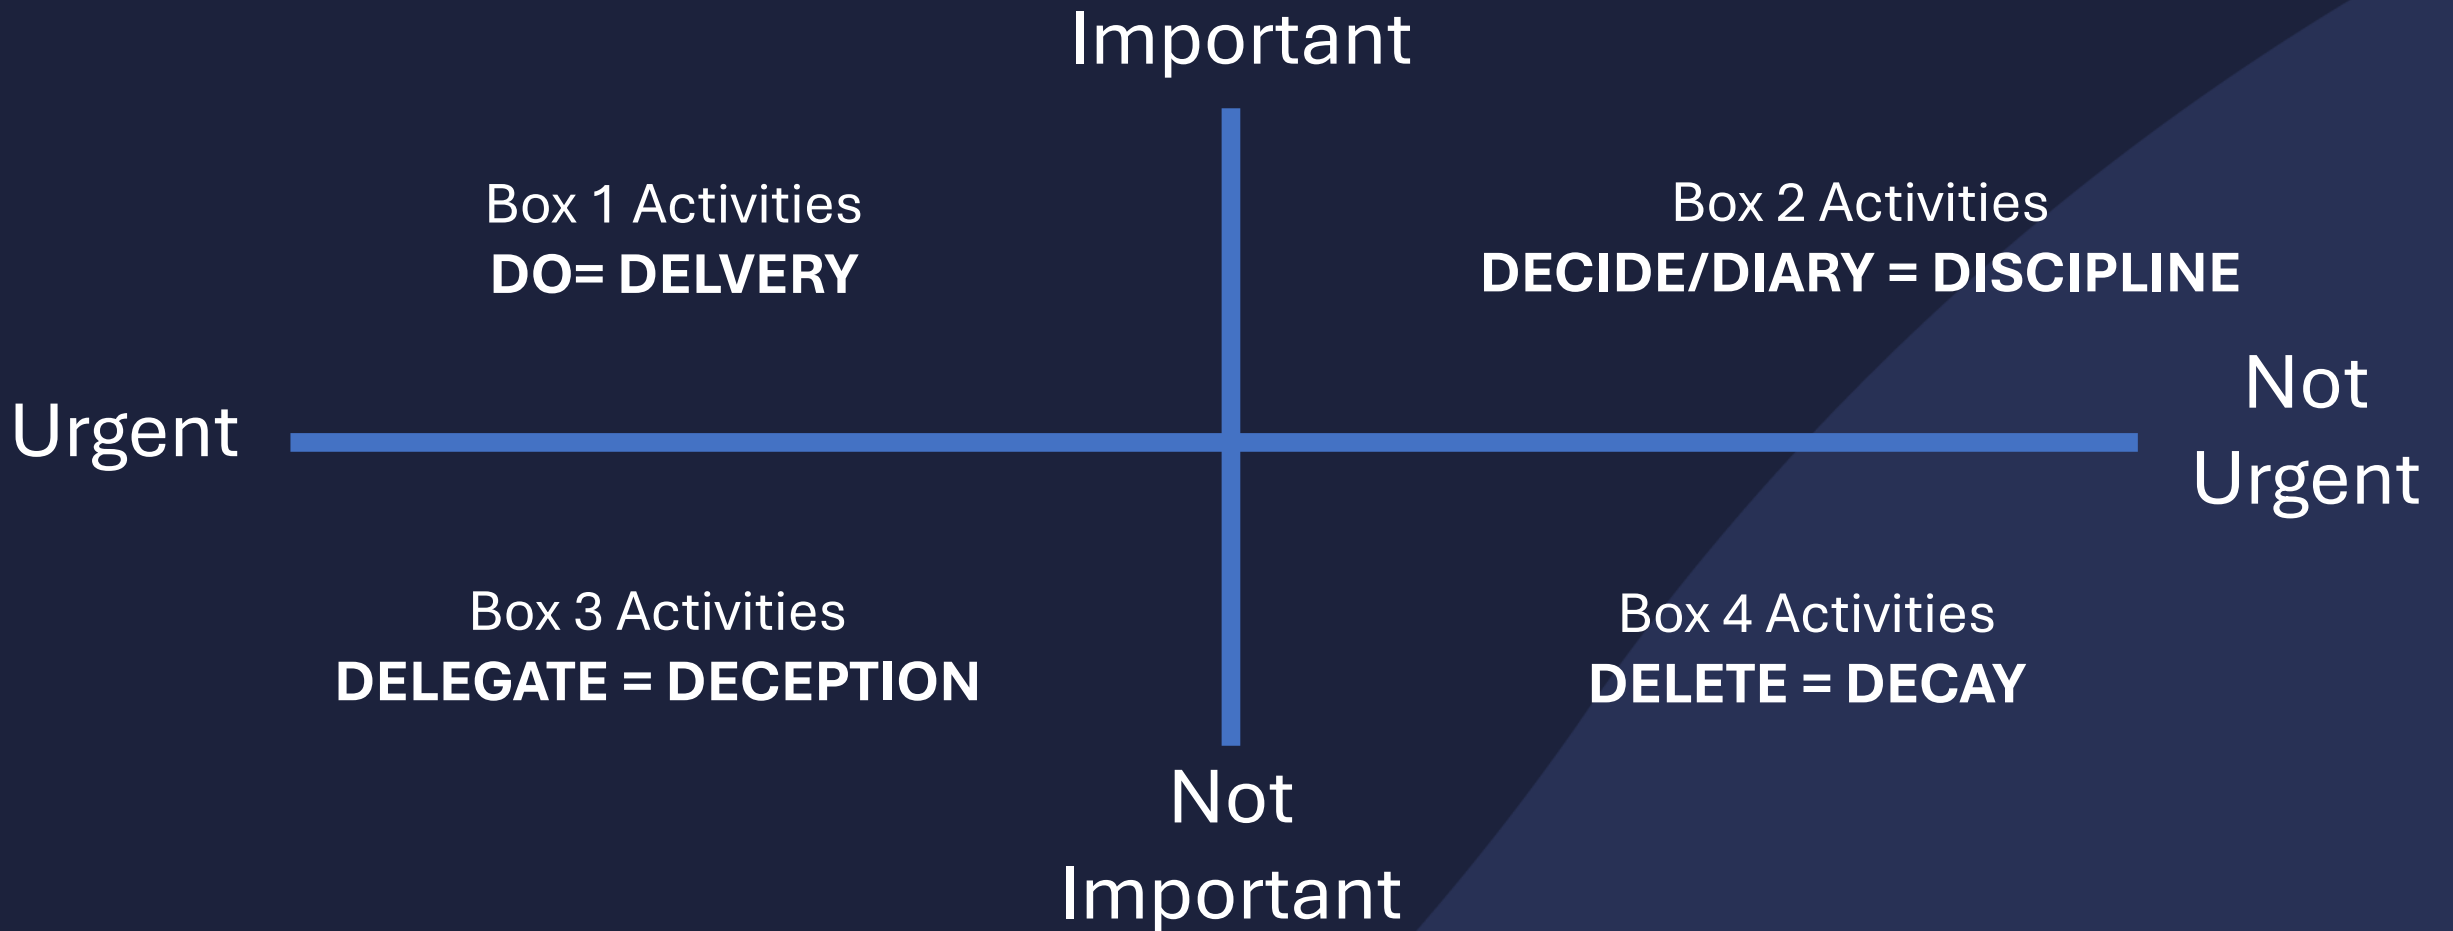 Important
Box 1 Activities
DO= DELVERY
Box 2 Activities
DECIDE/DIARY = DISCIPLINE
Urgent
Not
Urgent
Box 3 Activities
DELEGATE = DECEPTION
Box 4 Activities
DELETE = DECAY
Not
Important